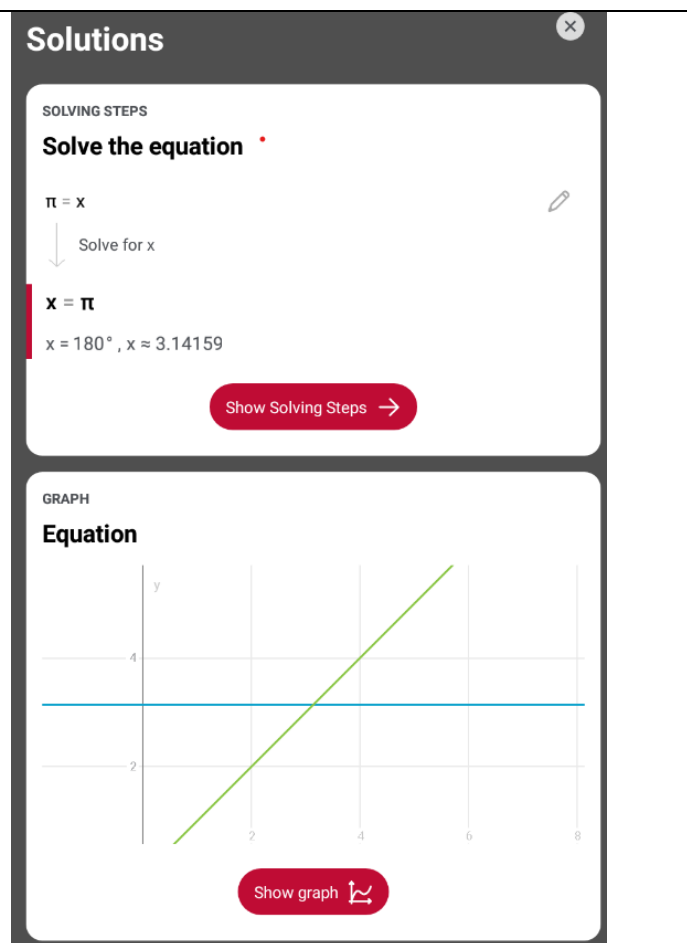 Solutions
SOLVING STEPS
Solve the equation
π = x
Solve for x
x = π
x = 180° , x ≈ 3.14159
Show Solving Steps →
GRAPH
Equation
y
4
2
2 4 6 8
Show graph